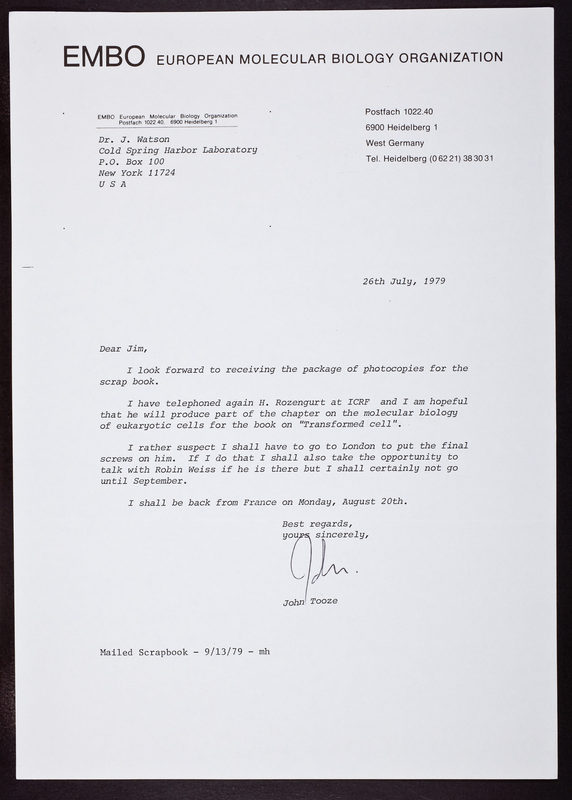 EMBO EUROPEAN MOLECULAR BIOLOGY ORGANIZATION
EMBO European Molecular Biology Organization
Postfach 1022.40, 6900 Heidelberg 1
Postfach 1022.40
6900 Heidelberg 1
West Germany
Tel. Heidelberg (0 62 21) 38 30 31
Dr. J. Watson
Cold Spring Harbor Laboratory
P.O. Box 100
New York 11724
U S A
26th July, 1979
Dear Jim,
I look forward to receiving the package of photocopies for the
scrap book.
I have telephoned again H. Rozengurt at ICRF and I am hopeful
that he will produce part of the chapter on the molecular biology
of eukaryotic cells for the book on "Transformed cell".
I rather suspect I shall have to go to London to put the final
screws on him. If I do that I shall also take the opportunity to
talk with Robin Weiss if he is there but I shall certainly not go
until September.
I shall be back from France on Monday, August 20th.
Best regards,
yours sincerely,
John.
John Tooze
Mailed Scrapbook - 9/13/79 - mh